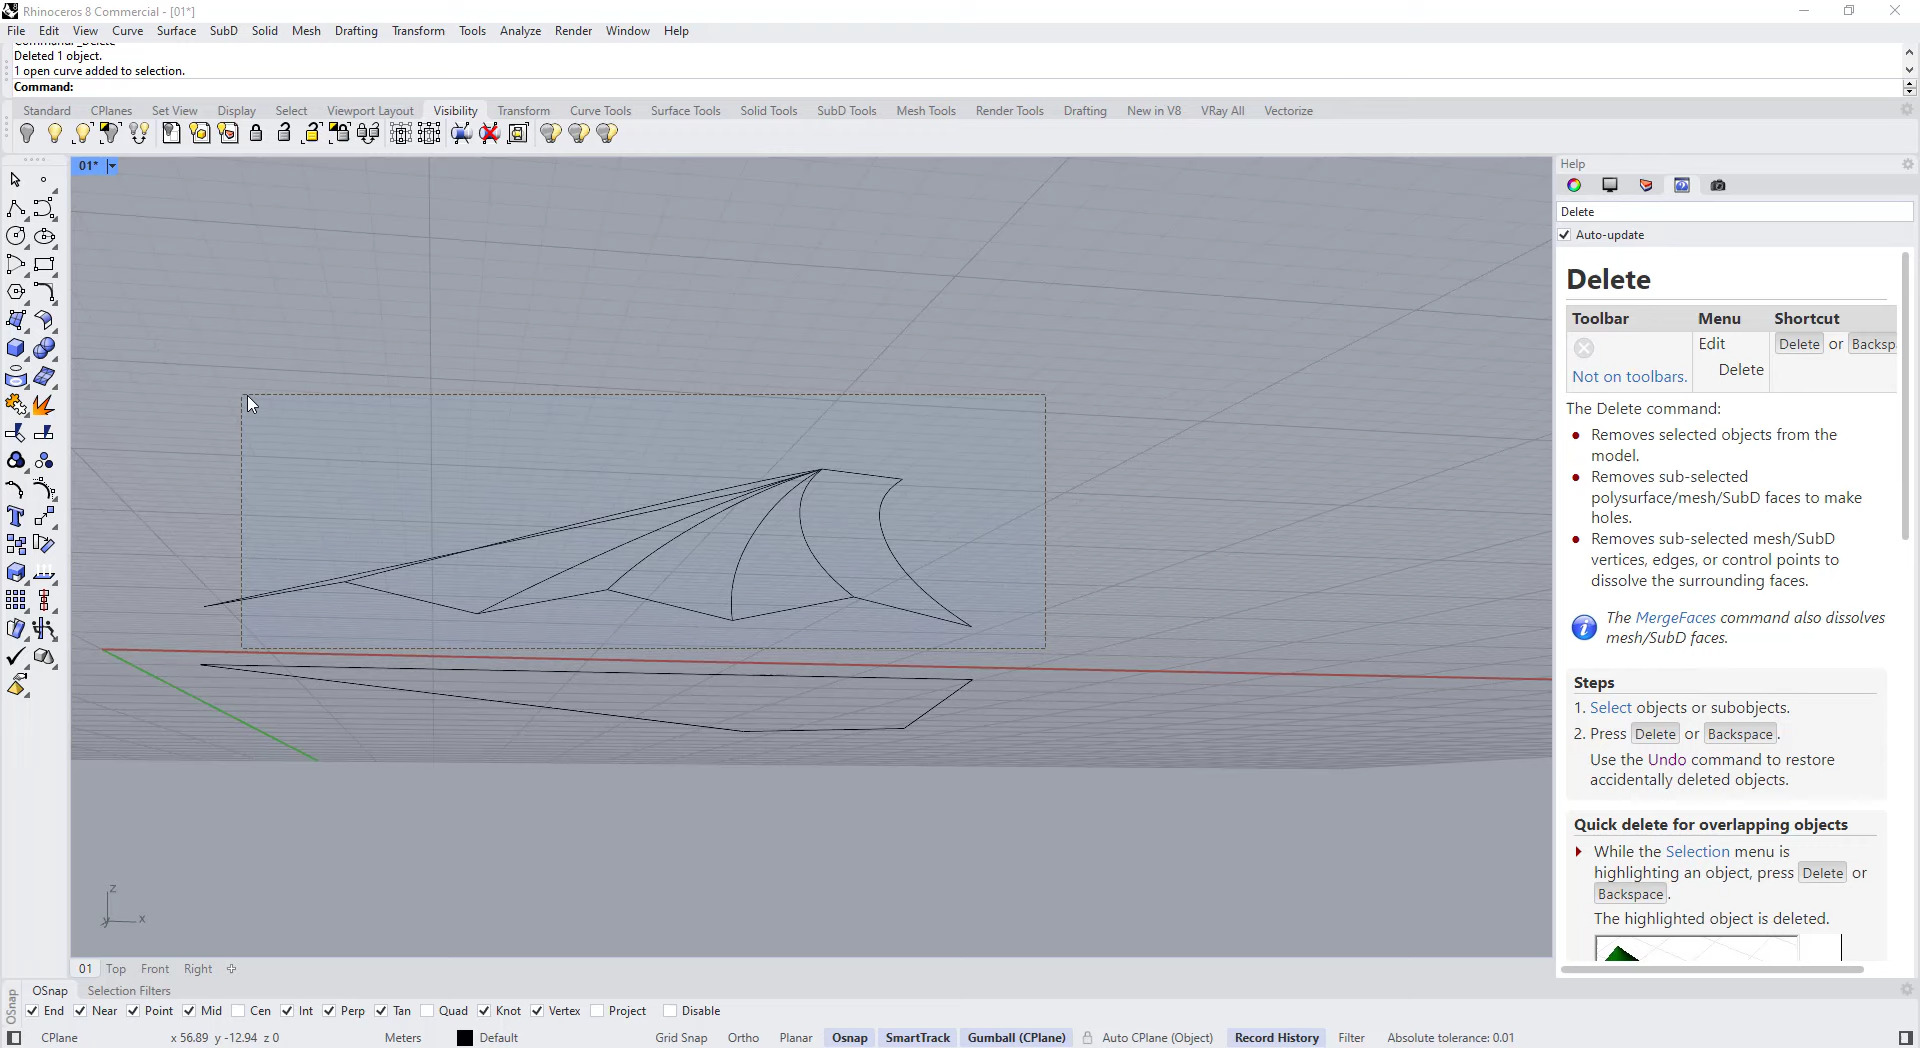 Rhinoceros 8 Commercial - [01*]
File Edit View Curve Surface SubD Solid Mesh Drafting Transform Tools Analyze Render Window Help
Command: _Delete
Deleted 1 object.
1 open curve added to selection.
Command:
Standard CPlanes Set View Display Select Viewport Layout Visibility Transform Curve Tools Surface Tools Solid Tools SubD Tools Mesh Tools Render Tools Drafting New in V8 VRay All Vectorize
01*
z
y x
01 Top Front Right
Help
Delete
Auto-update
Delete
Toolbar Menu Shortcut
Edit Delete or Backsp
Not on toolbars. Delete
The Delete command:
Removes selected objects from the
model.
Removes sub-selected
polysurface/mesh/SubD faces to make
holes.
Removes sub-selected mesh/SubD
vertices, edges, or control points to
dissolve the surrounding faces.
The MergeFaces command also dissolves
mesh/SubD faces.
Steps
1. Select objects or subobjects.
2. Press Delete or Backspace.
Use the Undo command to restore
accidentally deleted objects.
Quick delete for overlapping objects
While the Selection menu is
highlighting an object, press Delete or
Backspace.
The highlighted object is deleted.
OSnap
OSnap Selection Filters
End Near Point Mid Cen Int Perp Tan Quad Knot Vertex Project Disable
CPlane x 56.89 y -12.94 z 0 Meters Default Grid Snap Ortho Planar Osnap SmartTrack Gumball (CPlane) Auto CPlane (Object) Record History Filter Absolute tolerance: 0.01